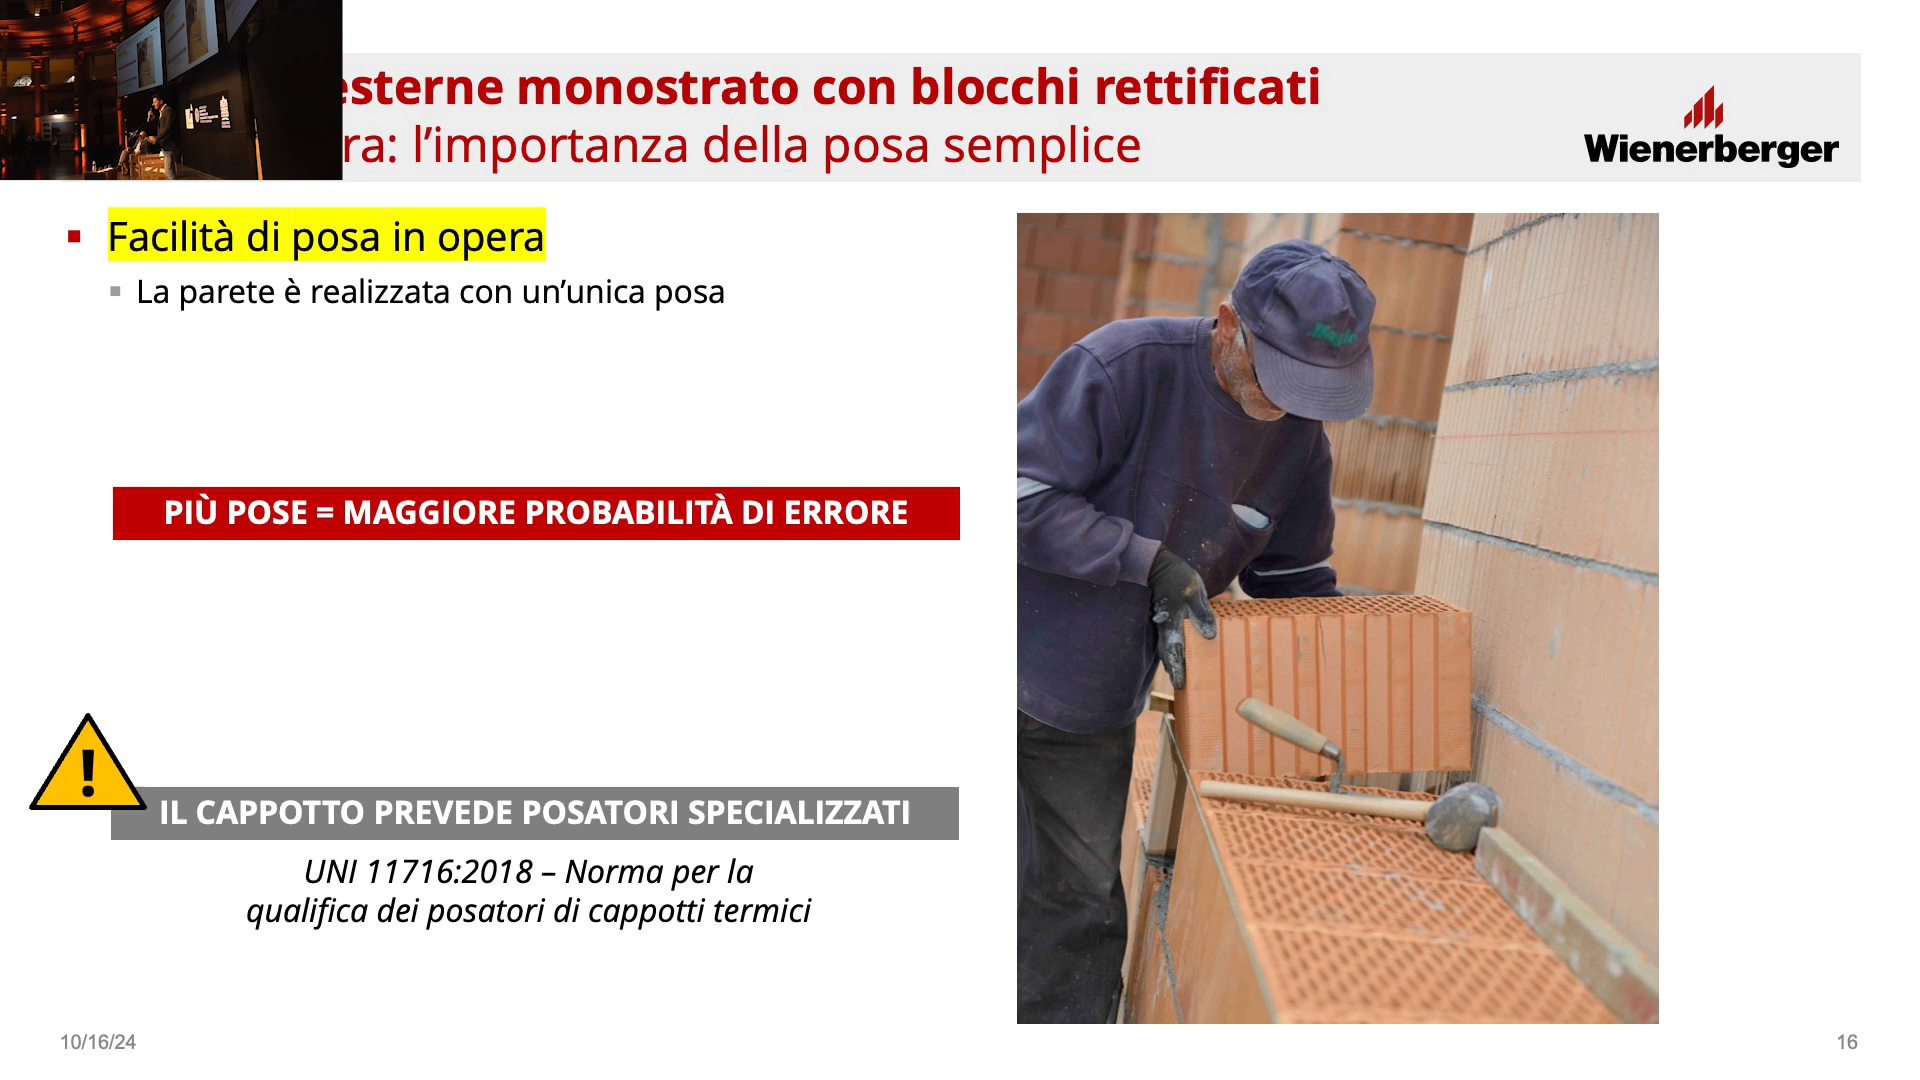 esterne monostrato con blocchi rettificati
ra: l’importanza della posa semplice
Wienerberger
Facilità di posa in opera
La parete è realizzata con un’unica posa
PIÙ POSE = MAGGIORE PROBABILITÀ DI ERRORE
!
IL CAPPOTTO PREVEDE POSATORI SPECIALIZZATI
UNI 11716:2018 – Norma per la
qualifica dei posatori di cappotti termici
10/16/24
16